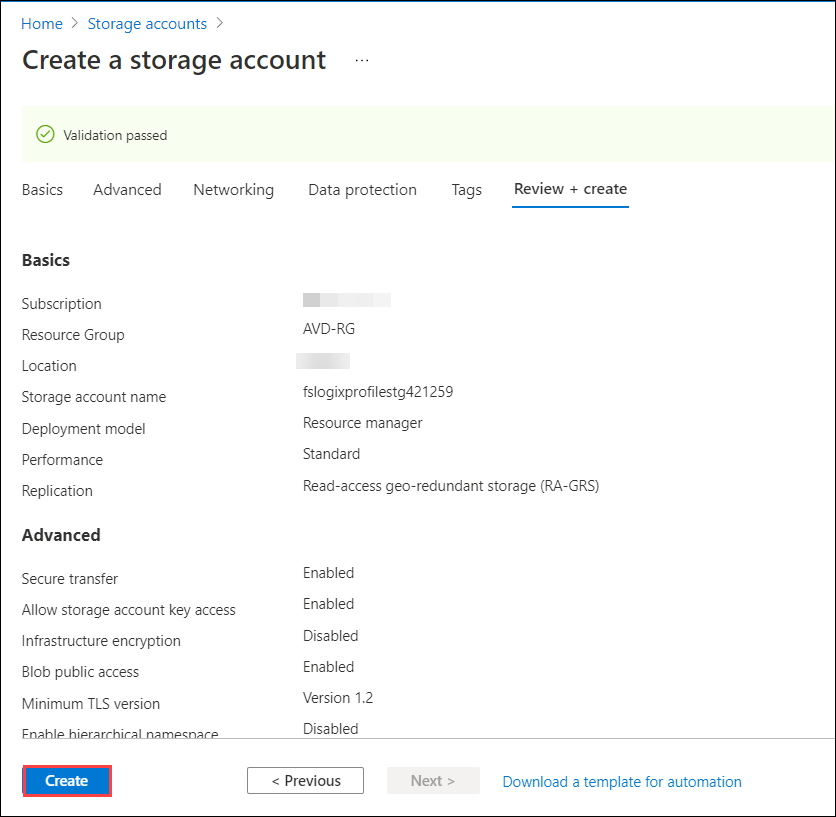 Home > Storage accounts >
Create a storage account ...
Validation passed
Basics Advanced Networking Data protection Tags Review + create
Basics
Subscription
Resource Group AVD-RG
Location
Storage account name fslogixprofilestg421259
Deployment model Resource manager
Performance Standard
Replication Read-access geo-redundant storage (RA-GRS)
Advanced
Secure transfer Enabled
Allow storage account key access Enabled
Infrastructure encryption Disabled
Blob public access Enabled
Minimum TLS version Version 1.2
Enable hierarchical namespace Disabled
Create < Previous Next > Download a template for automation